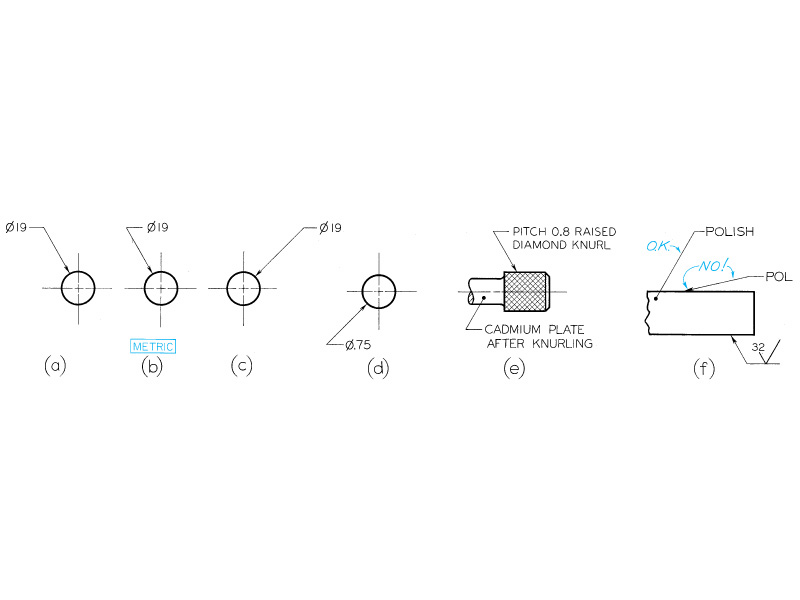 Ø19
Ø19
Ø19
Ø.75
METRIC
(a)
(b)
(c)
(d)
PITCH 0.8 RAISED
DIAMOND KNURL
CADMIUM PLATE
AFTER KNURLING
(e)
O.K.
POLISH
NO!
POL
32
(f)